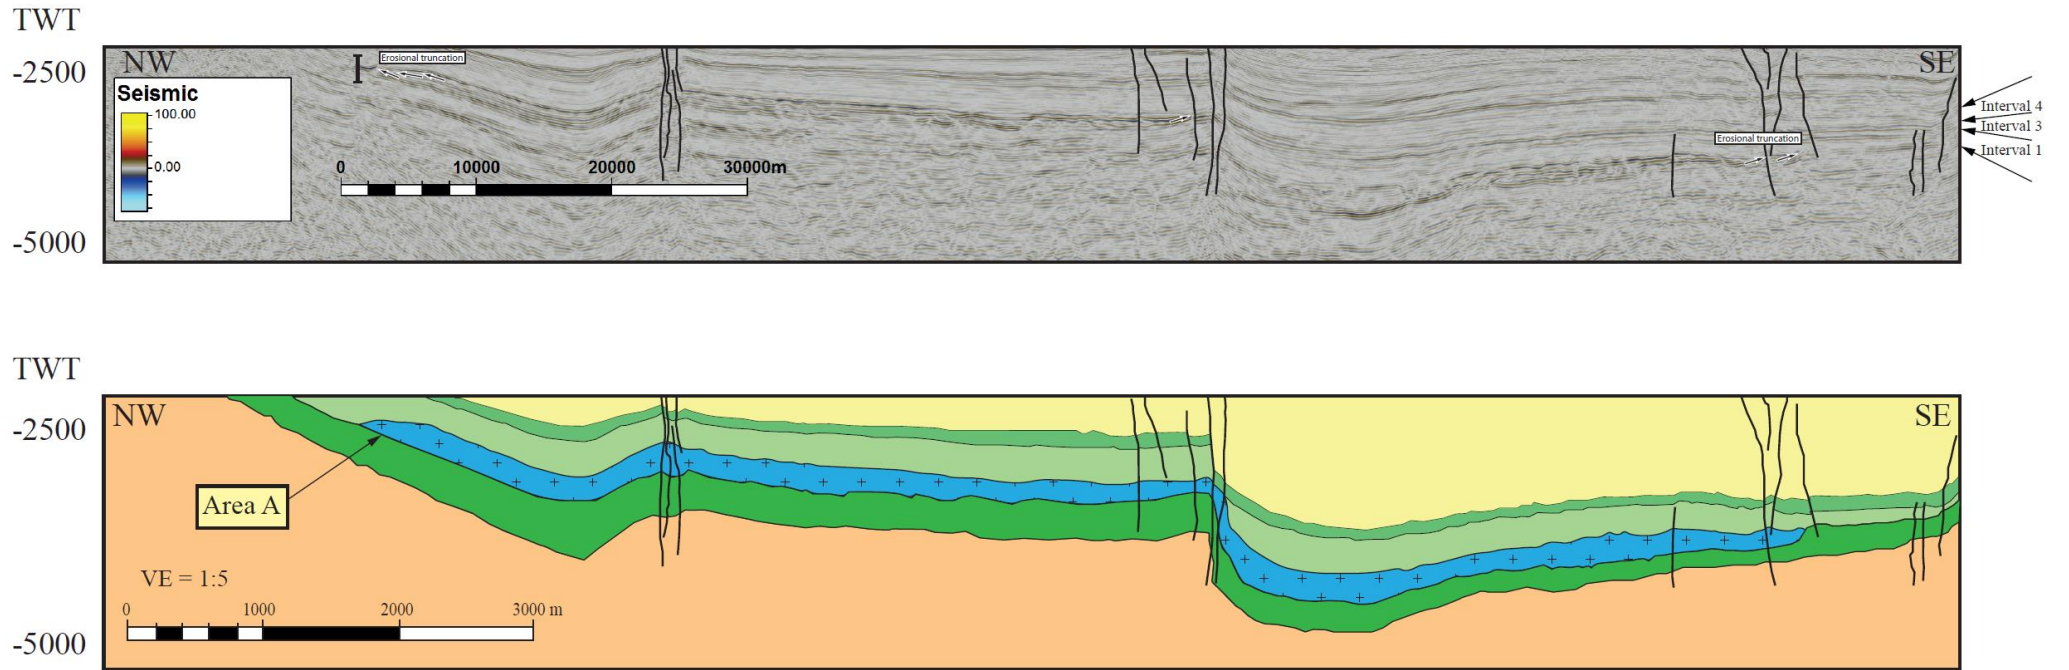 TWT
NW
Erosional truncation
SE
-2500
Seismic
100.00
0.00
0 10000 20000 30000m
Erosional truncation
Interval 4
Interval 3
Interval 1
-5000
TWT
NW
SE
-2500
Area A
VE = 1:5
0 1000 2000 3000 m
-5000